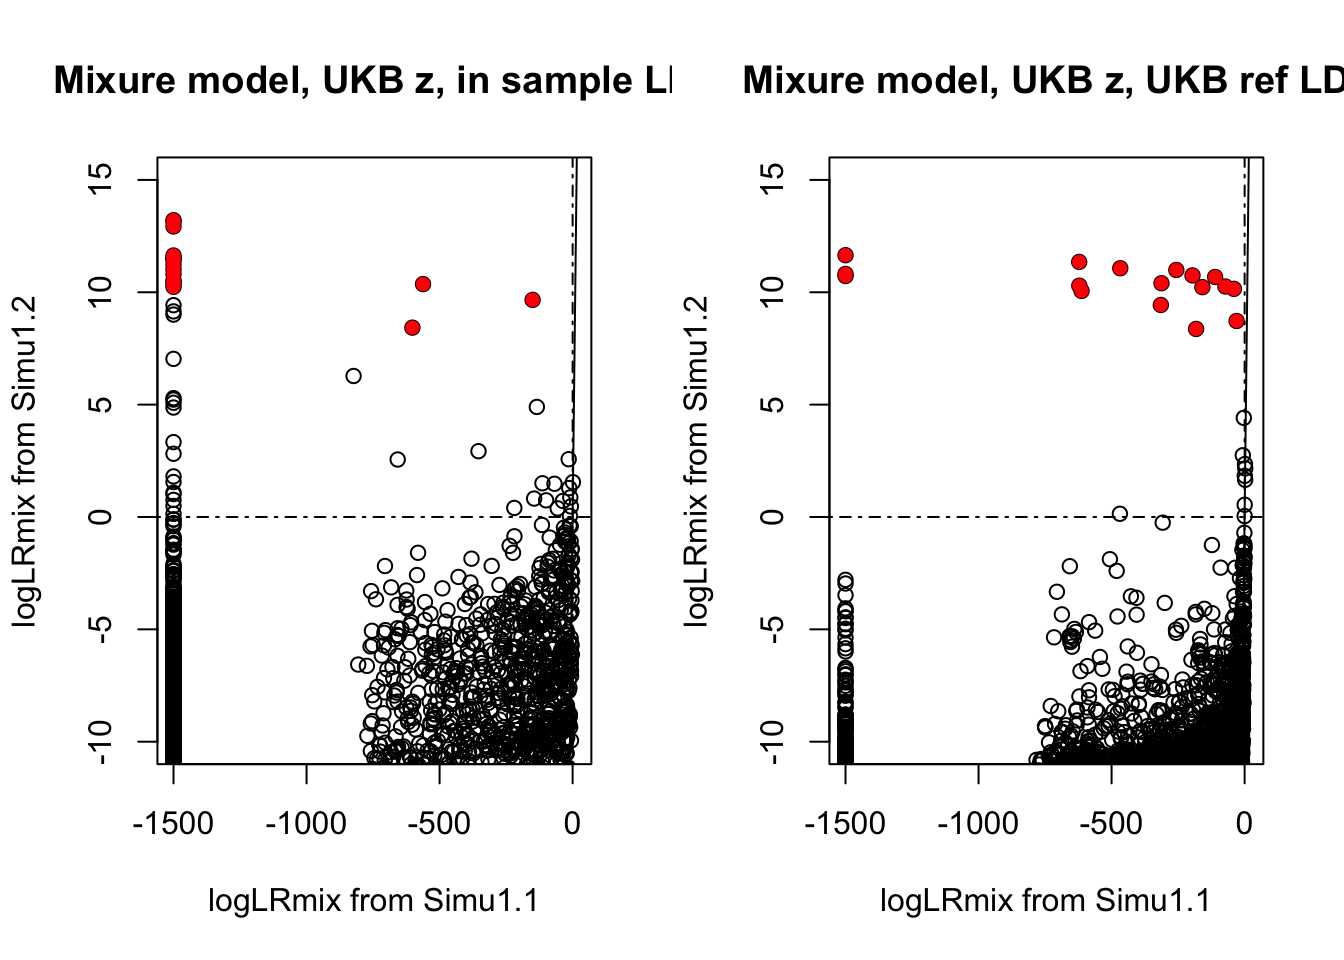 Mixure model, UKB z, in sample L
15
10
5
0
-5
-10
logLRmix from Simu1.2
-1500 -1000 -500 0
logLRmix from Simu1.1
Mixure model, UKB z, UKB ref LD
15
10
5
0
-5
-10
logLRmix from Simu1.2
-1500 -1000 -500 0
logLRmix from Simu1.1